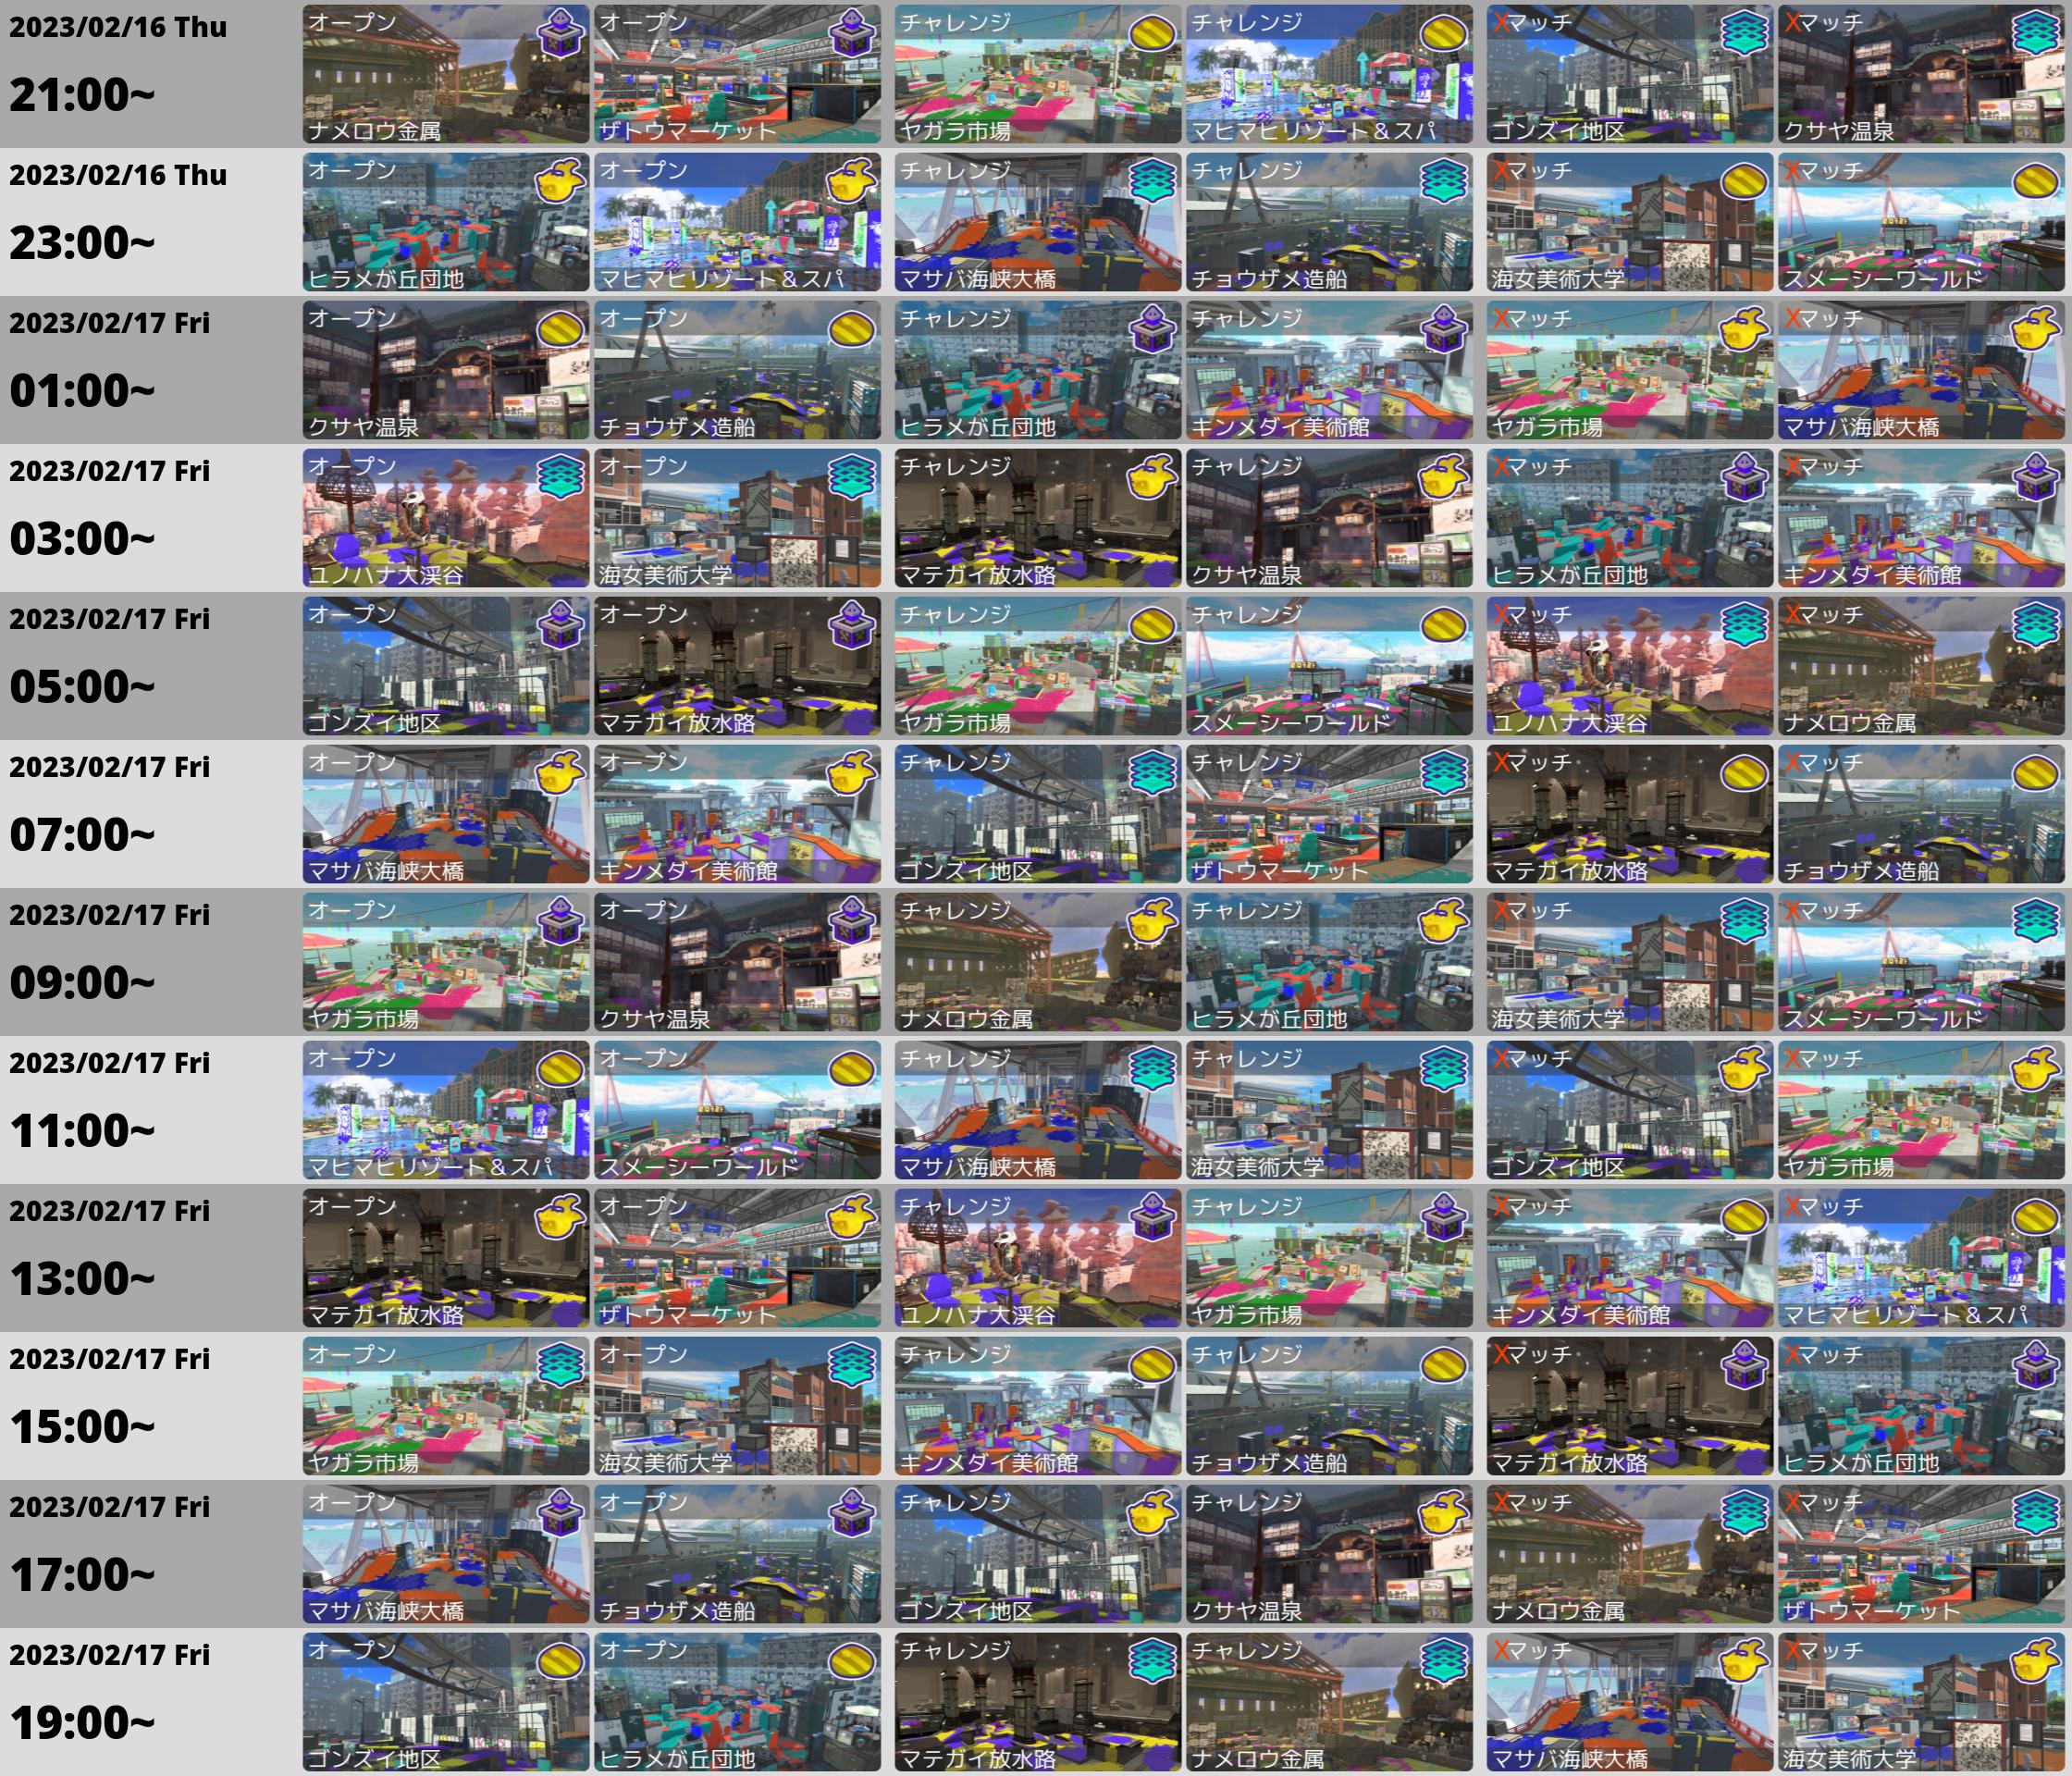 2023/02/16 Thu
21:00~
オープン オープン チャレンジ チャレンジ Xマッチ Xマッチ
ナメロウ金属 ザトウマーケット ヤガラ市場 マヒマヒリゾート＆スパ ゴンズイ地区 クサヤ温泉
2023/02/16 Thu
23:00~
オープン オープン チャレンジ チャレンジ Xマッチ Xマッチ
ヒラメが丘団地 マヒマヒリゾート＆スパ マサバ海峡大橋 チョウザメ造船 海女美術大学 スメーシーワールド
2023/02/17 Fri
01:00~
オープン オープン チャレンジ チャレンジ Xマッチ Xマッチ
クサヤ温泉 チョウザメ造船 ヒラメが丘団地 キンメダイ美術館 ヤガラ市場 マサバ海峡大橋
2023/02/17 Fri
03:00~
オープン オープン チャレンジ チャレンジ Xマッチ Xマッチ
ユノハナ大渓谷 海女美術大学 マテガイ放水路 クサヤ温泉 ヒラメが丘団地 キンメダイ美術館
2023/02/17 Fri
05:00~
オープン オープン チャレンジ チャレンジ Xマッチ Xマッチ
ゴンズイ地区 マテガイ放水路 ヤガラ市場 スメーシーワールド ユノハナ大渓谷 ナメロウ金属
2023/02/17 Fri
07:00~
オープン オープン チャレンジ チャレンジ Xマッチ Xマッチ
マサバ海峡大橋 キンメダイ美術館 ゴンズイ地区 ザトウマーケット マテガイ放水路 チョウザメ造船
2023/02/17 Fri
09:00~
オープン オープン チャレンジ チャレンジ Xマッチ Xマッチ
ヤガラ市場 クサヤ温泉 ナメロウ金属 ヒラメが丘団地 海女美術大学 スメーシーワールド
2023/02/17 Fri
11:00~
オープン オープン チャレンジ チャレンジ Xマッチ Xマッチ
マヒマヒリゾート＆スパ スメーシーワールド マサバ海峡大橋 海女美術大学 ゴンズイ地区 ヤガラ市場
2023/02/17 Fri
13:00~
オープン オープン チャレンジ チャレンジ Xマッチ Xマッチ
マテガイ放水路 ザトウマーケット ユノハナ大渓谷 ヤガラ市場 キンメダイ美術館 マヒマヒリゾート＆スパ
2023/02/17 Fri
15:00~
オープン オープン チャレンジ チャレンジ Xマッチ Xマッチ
ヤガラ市場 海女美術大学 キンメダイ美術館 チョウザメ造船 マテガイ放水路 ヒラメが丘団地
2023/02/17 Fri
17:00~
オープン オープン チャレンジ チャレンジ Xマッチ Xマッチ
マサバ海峡大橋 チョウザメ造船 ゴンズイ地区 クサヤ温泉 ナメロウ金属 ザトウマーケット
2023/02/17 Fri
19:00~
オープン オープン チャレンジ チャレンジ Xマッチ Xマッチ
ゴンズイ地区 ヒラメが丘団地 マテガイ放水路 ナメロウ金属 マサバ海峡大橋 海女美術大学